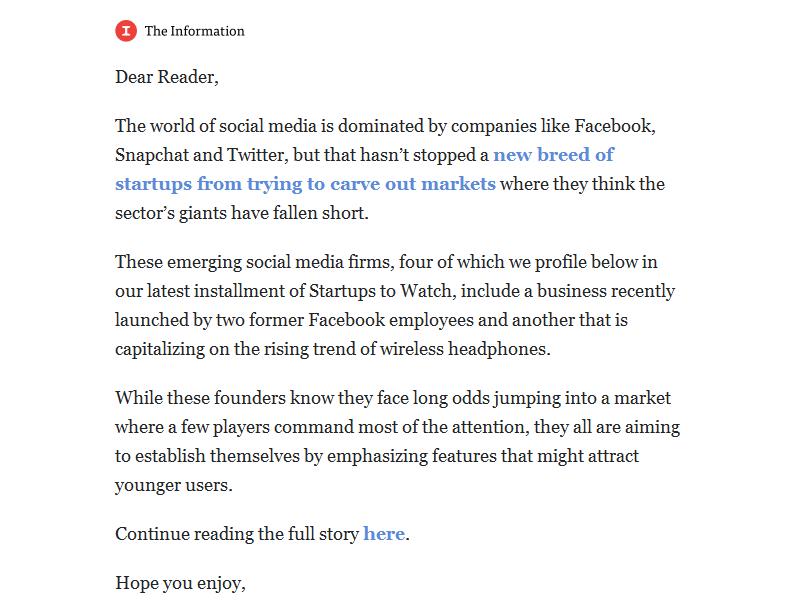 The Information
Dear Reader,
The world of social media is dominated by companies like Facebook,
Snapchat and Twitter, but that hasn’t stopped a new breed of
startups from trying to carve out markets where they think the
sector’s giants have fallen short.
These emerging social media firms, four of which we profile below in
our latest installment of Startups to Watch, include a business recently
launched by two former Facebook employees and another that is
capitalizing on the rising trend of wireless headphones.
While these founders know they face long odds jumping into a market
where a few players command most of the attention, they all are aiming
to establish themselves by emphasizing features that might attract
younger users.
Continue reading the full story here.
Hope you enjoy,